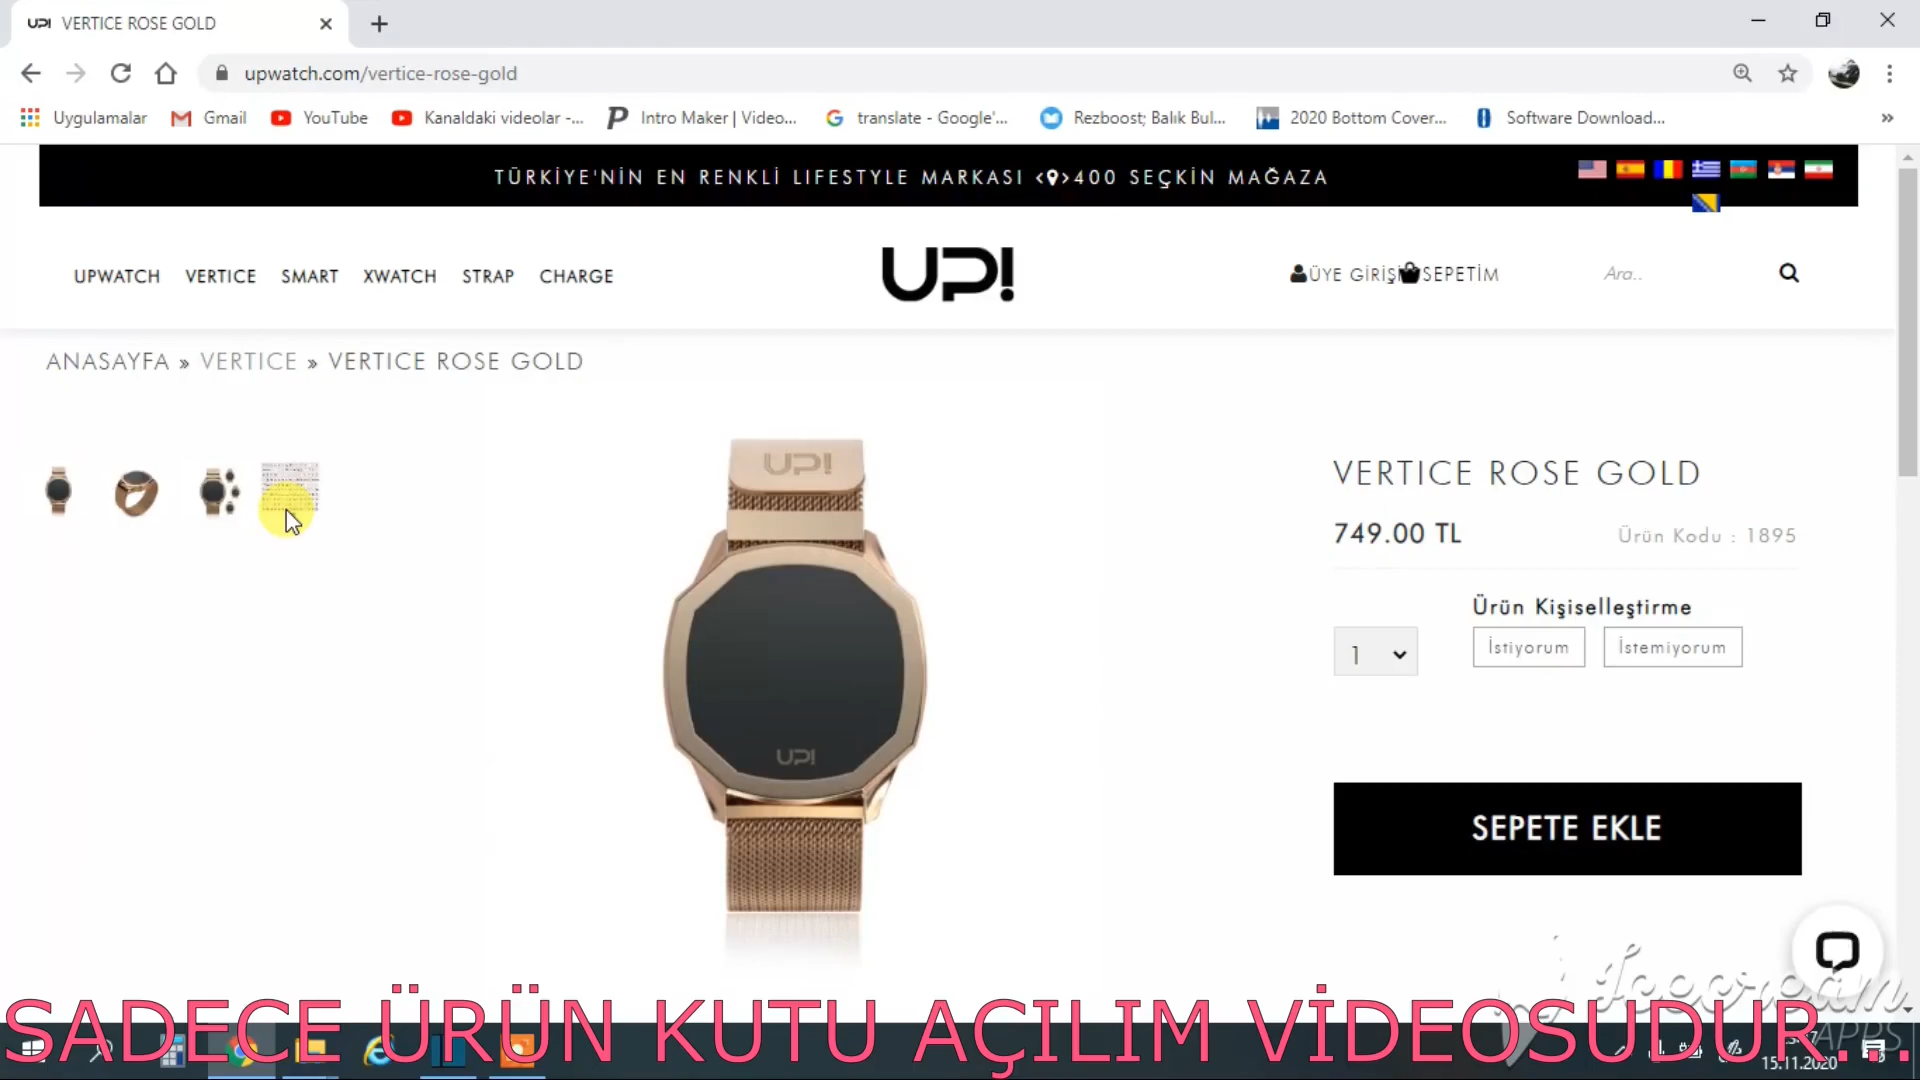 UP! VERTICE ROSE GOLD
upwatch.com/vertice-rose-gold
Uygulamalar Gmail YouTube Kanaldaki videolar -... Intro Maker | Video... translate - Google'... Rezboost; Balık Bul... 2020 Bottom Cover... Software Download...
TÜRKİYE'NİN EN RENKLİ LIFESTYLE MARKASI <>400 SEÇKİN MAĞAZA
UPWATCH VERTICE SMART XWATCH STRAP CHARGE
UP!
ÜYE GİRİŞİ SEPETİM Ara..
ANASAYFA » VERTICE » VERTICE ROSE GOLD
UP!
UP!
VERTICE ROSE GOLD
749.00 TL Ürün Kodu : 1895
Ürün Kişiselleştirme
1 İstiyorum İstemiyorum
SEPETE EKLE
Icecream
APPS
SADECE ÜRÜN KUTU AÇILIM VİDEOSUDUR...
15.11.2020